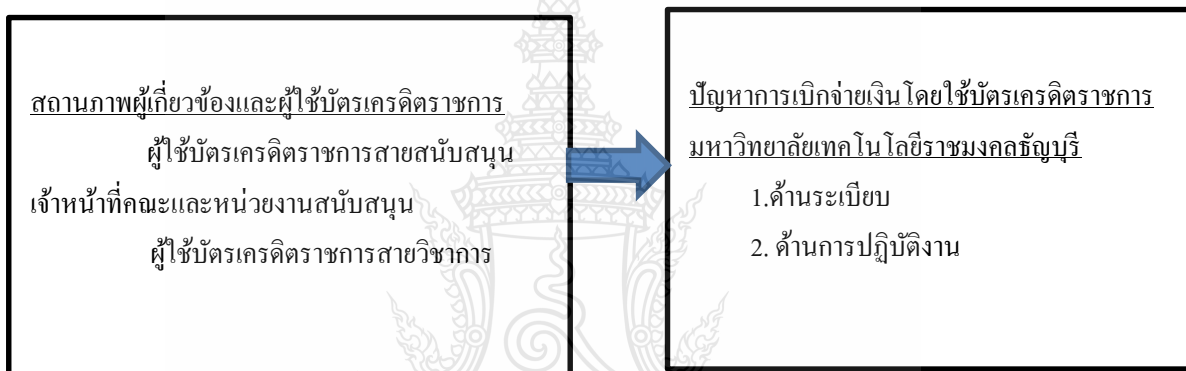 สถานภาพผู้เกี่ยวข้องและผู้ใช้บัตรเครดิตราชการ
ผู้ใช้บัตรเครดิตราชการสายสนับสนุน
เจ้าหน้าที่คณะและหน่วยงานสนับสนุน
ผู้ใช้บัตรเครดิตราชการสายวิชาการ
ปัญหาการเบิกจ่ายเงินโดยใช้บัตรเครดิตราชการ
มหาวิทยาลัยเทคโนโลยีราชมงคลธัญบุรี
1.ด้านระเบียบ
2. ด้านการปฏิบัติงาน